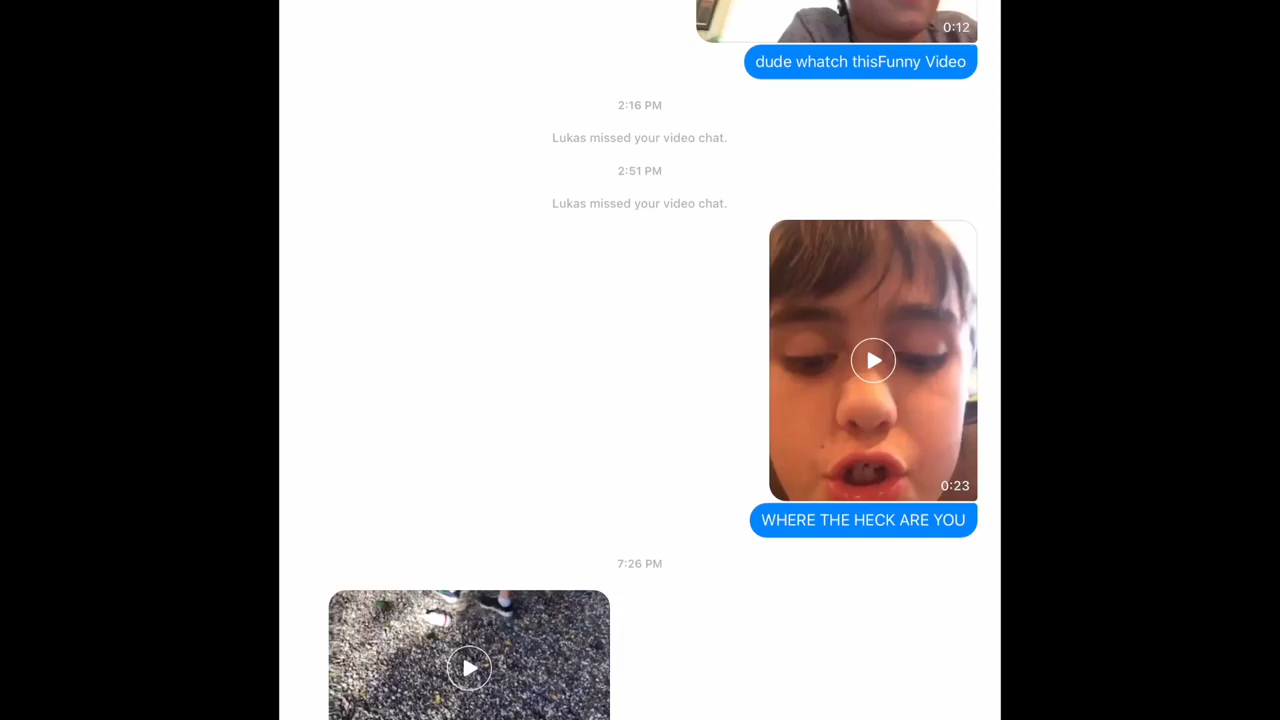 0:12
dude whatch thisFunny Video
2:16 PM
Lukas missed your video chat.
2:51 PM
Lukas missed your video chat.
0:23
WHERE THE HECK ARE YOU
7:26 PM